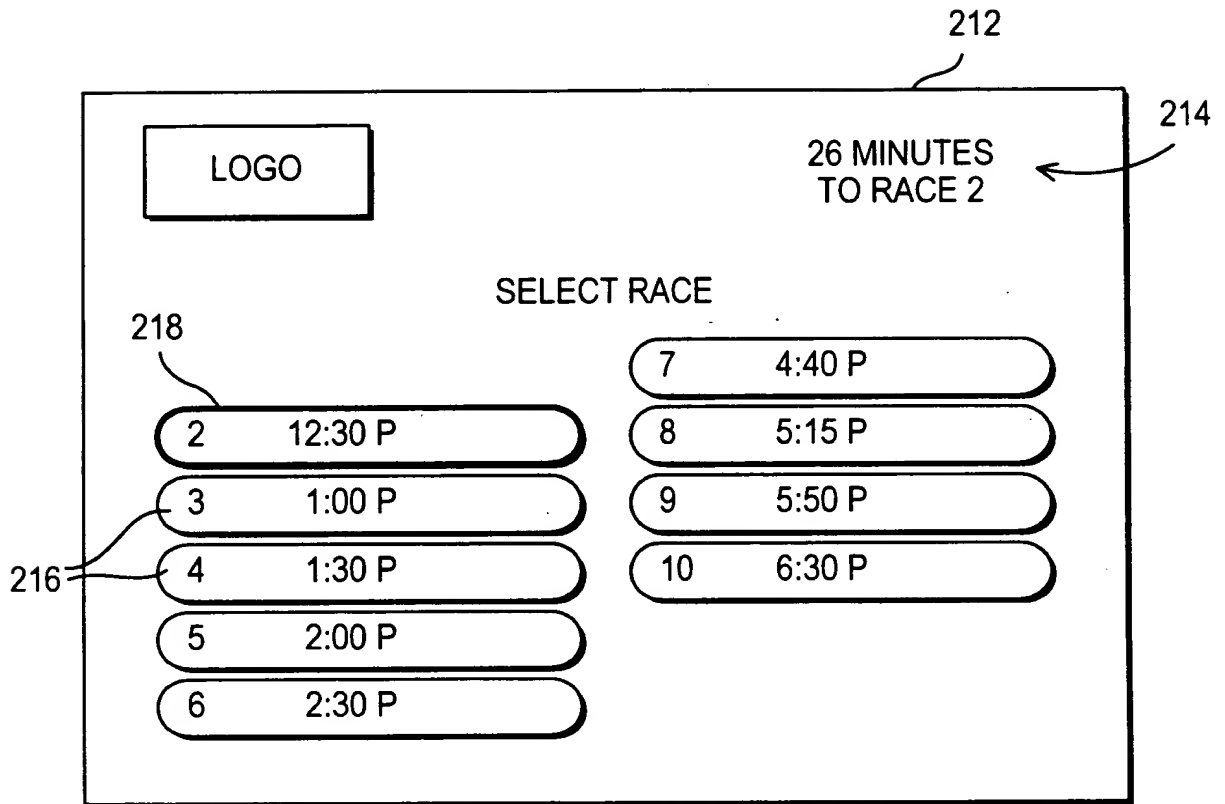 212
214
LOGO
26 MINUTES
TO RACE 2
SELECT RACE
218
2 12:30 P
3 1:00 P
216
4 1:30 P
5 2:00 P
6 2:30 P
7 4:40 P
8 5:15 P
9 5:50 P
10 6:30 P